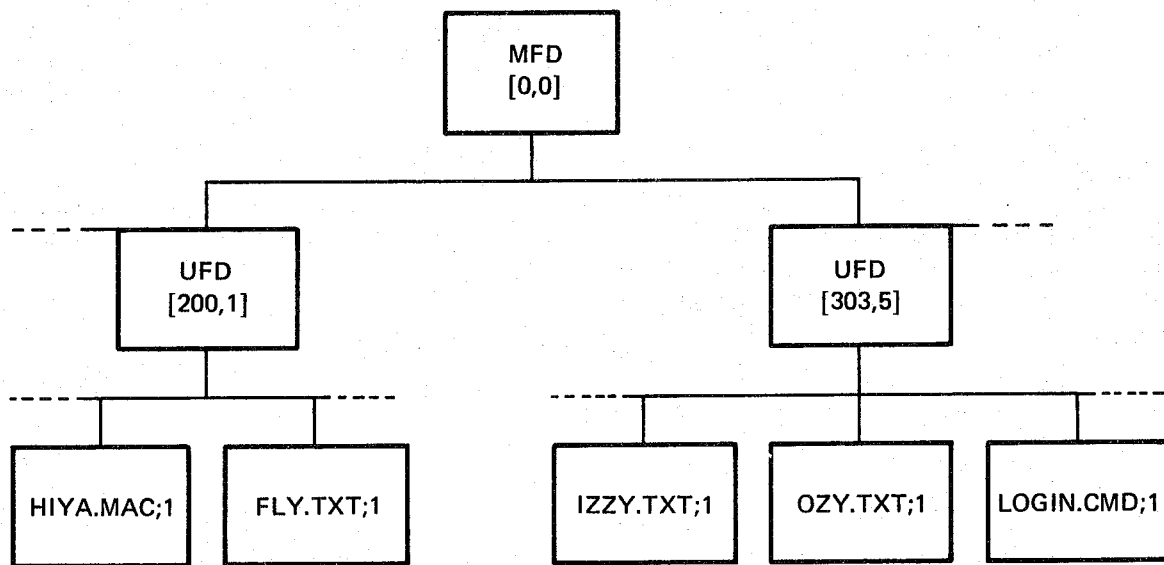 MFD
[0,0]
UFD
[200,1]
UFD
[303,5]
HIYA.MAC;1
FLY.TXT;1
IZZY.TXT;1
OZY.TXT;1
LOGIN.CMD;1